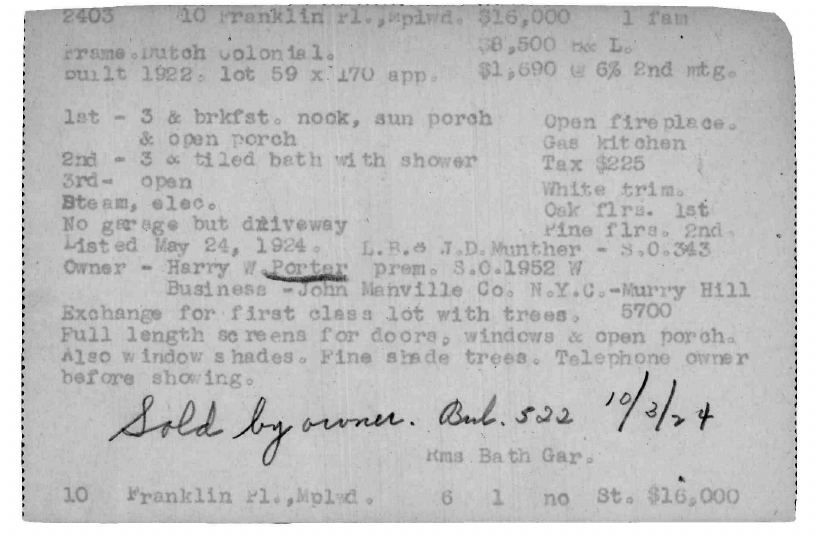 2403 10 Franklin Pl.,Mplwd. $16,000 1 fam
Frame.Dutch Colonial. $8,500 L.
Built 1922. lot 59 x 170 app. $1,690 @ 6% 2nd mtg.
1st - 3 & brkfst. nook, sun porch Open fireplace.
& open porch Gas kitchen
2nd - 3 & tiled bath with shower Tax $225
3rd- open White trim.
Steam, elec. Oak flrs. 1st
No garage but driveway Pine flrs. 2nd.
Listed May 24, 1924. L.B.& J.D.Munther - S.O.343
Owner - Harry W.Porter prem. S.O.1952 W
Business -John Manville Co. N.Y.C.-Murry Hill
Exchange for first class lot with trees. 5700
Full length screens for doors, windows & open porch.
Also window shades. Fine shade trees. Telephone owner
before showing.
Sold by owner. Bul. 522 10/3/24
Rms Bath Gar.
10 Franklin Pl.,Mplwd. 6 1 no St. $16,000